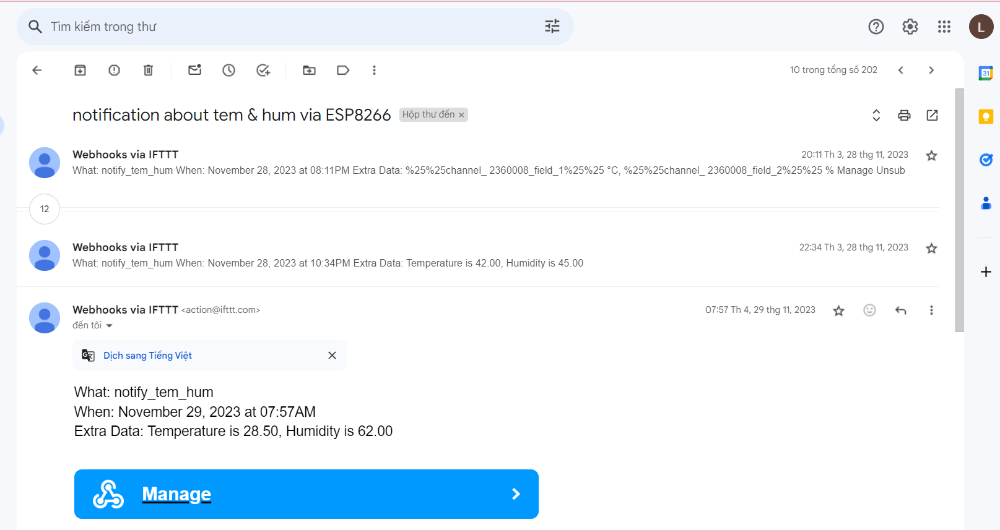 Tìm kiếm trong thư
L
10 trong tổng số 202
31
notification about tem & hum via ESP8266 Hộp thư đến ×
Webhooks via IFTTT 20:11 Th 3, 28 thg 11, 2023
What: notify_tem_hum When: November 28, 2023 at 08:11PM Extra Data: %25%25channel_ 2360008_field_1%25%25 °C, %25%25channel_ 2360008_field_2%25%25 % Manage Unsub
12
Webhooks via IFTTT 22:34 Th 3, 28 thg 11, 2023
What: notify_tem_hum When: November 28, 2023 at 10:34PM Extra Data: Temperature is 42.00, Humidity is 45.00
Webhooks via IFTTT <action@ifttt.com> 07:57 Th 4, 29 thg 11, 2023
đến tôi
Dịch sang Tiếng Việt
What: notify_tem_hum
When: November 29, 2023 at 07:57AM
Extra Data: Temperature is 28.50, Humidity is 62.00
Manage